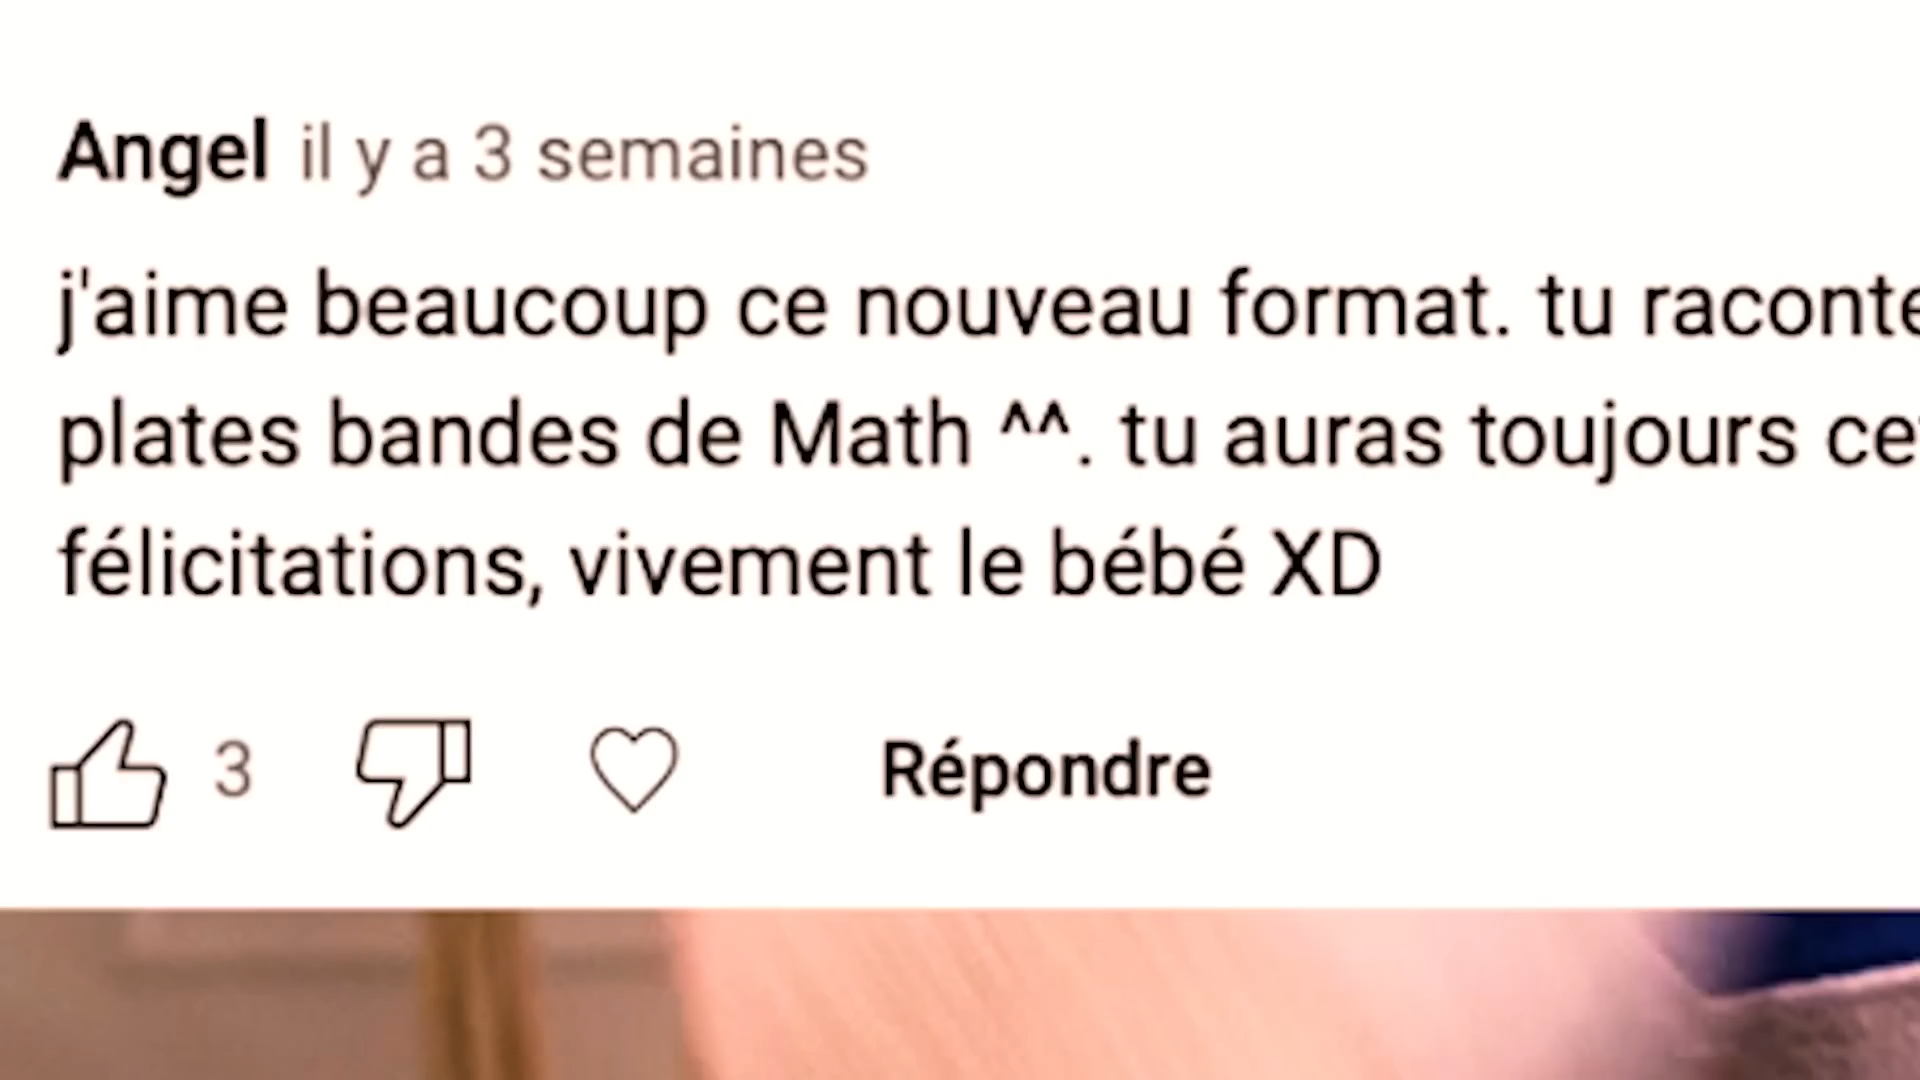 Angel il y a 3 semaines
j'aime beaucoup ce nouveau format. tu raconte
plates bandes de Math ^^. tu auras toujours
félicitations, vivement le bébé XD
3 Répondre